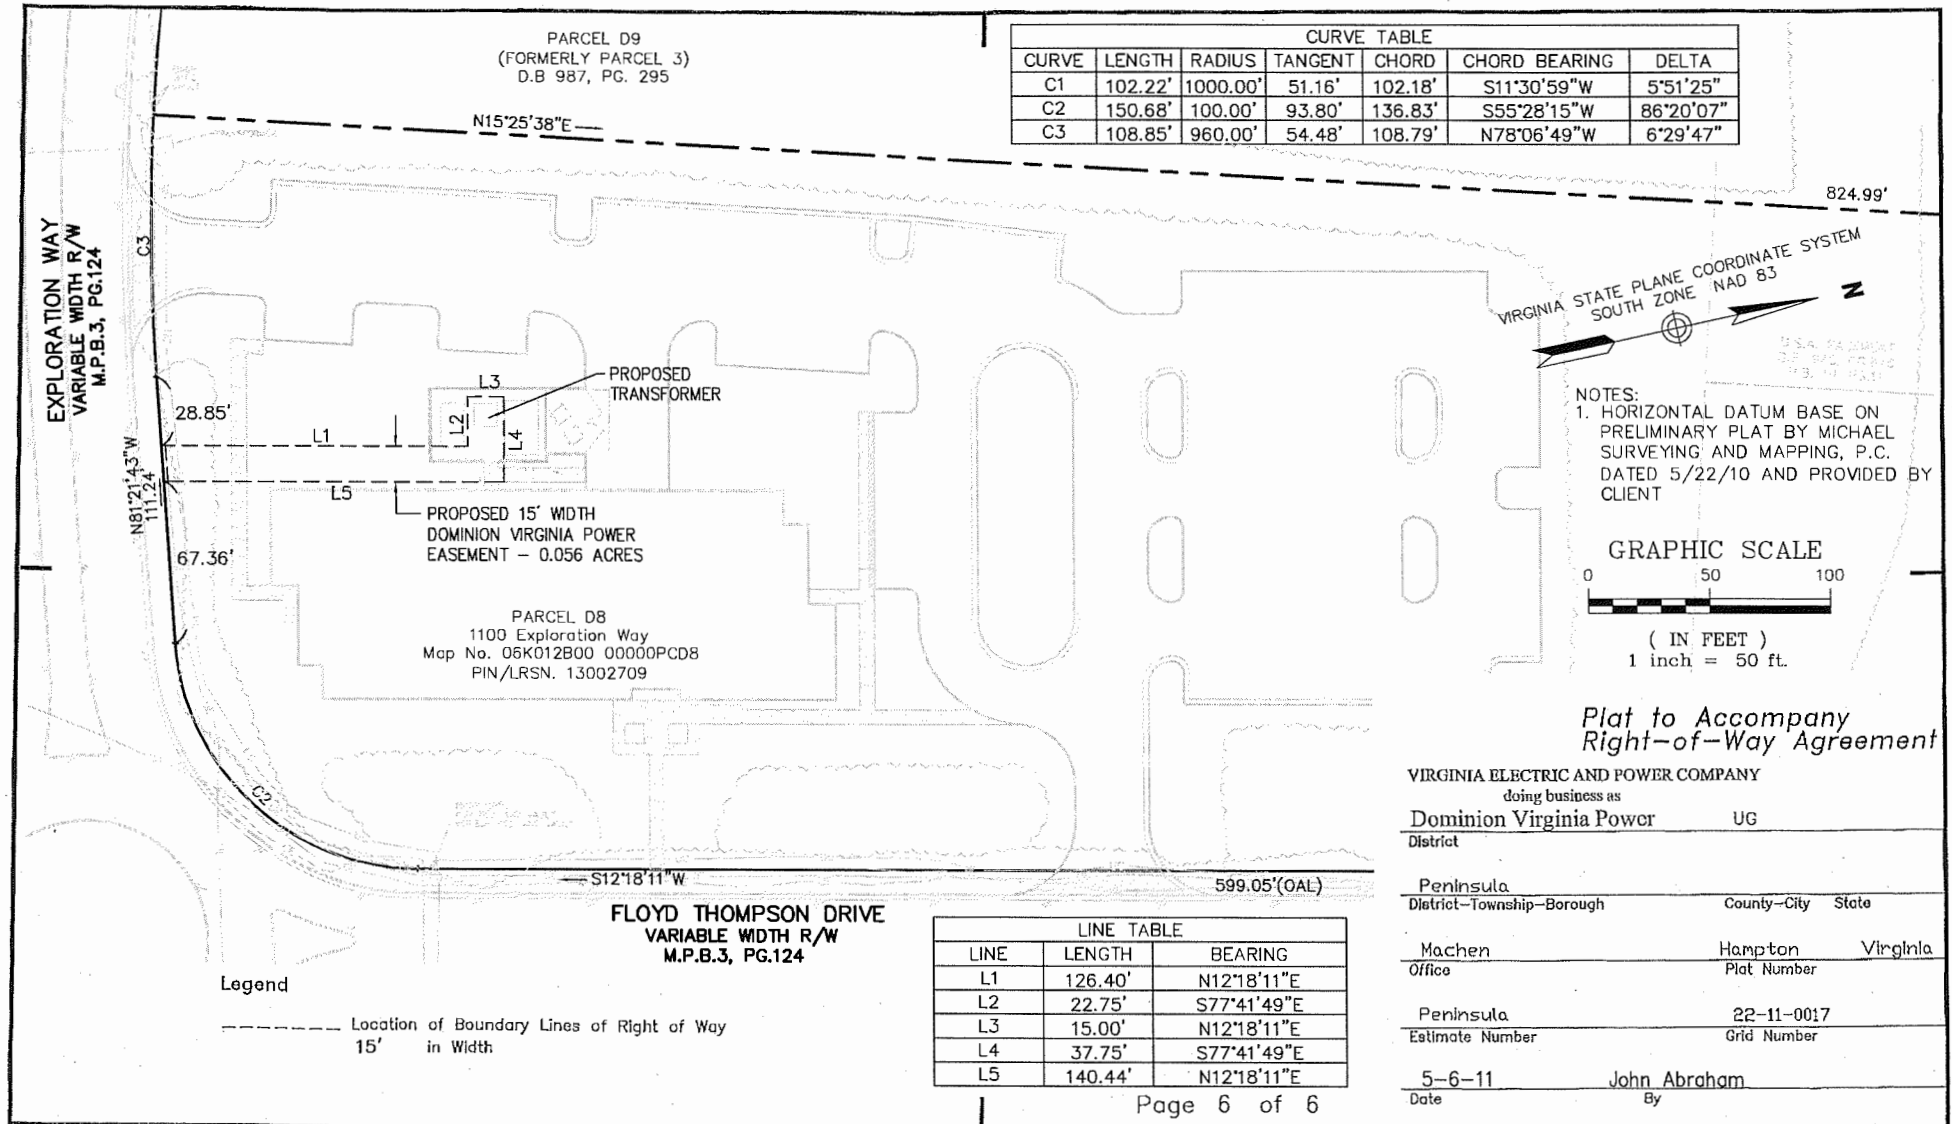 PARCEL D9
(FORMERLY PARCEL 3)
D.B 987, PG. 295
CURVE TABLE
CURVE LENGTH RADIUS TANGENT CHORD CHORD BEARING DELTA
C1 102.22' 1000.00' 51.16' 102.18' S11°30'59"W 5°51'25"
C2 150.68' 100.00' 93.80' 136.83' S55°28'15"W 86°20'07"
C3 108.85' 960.00' 54.48' 108.79' N78°06'49"W 6°29'47"
N15°25'38"E
824.99'
EXPLORATION WAY
VARIABLE WIDTH R/W
M.P.B.3, PG.124
C3
VIRGINIA STATE PLANE COORDINATE SYSTEM
SOUTH ZONE NAD 83
N
PROPOSED
TRANSFORMER
L3
L2
L4
L1
L5
28.85'
N81°21'43"W
111.24'
67.36'
PROPOSED 15' WIDTH
DOMINION VIRGINIA POWER
EASEMENT – 0.056 ACRES
NOTES:
1. HORIZONTAL DATUM BASE ON
PRELIMINARY PLAT BY MICHAEL
SURVEYING AND MAPPING, P.C.
DATED 5/22/10 AND PROVIDED BY
CLIENT
GRAPHIC SCALE
0 50 100
( IN FEET )
1 inch = 50 ft.
PARCEL D8
1100 Exploration Way
Map No. 06K012B00 00000PCD8
PIN/LRSN. 13002709
C2
S12°18'11"W
599.05'(OAL)
FLOYD THOMPSON DRIVE
VARIABLE WIDTH R/W
M.P.B.3, PG.124
Plat to Accompany
Right-of-Way Agreement
VIRGINIA ELECTRIC AND POWER COMPANY
doing business as
Dominion Virginia Power UG
District
Peninsula
District-Township-Borough County-City State
Machen Hampton Virginia
Office Plat Number
Peninsula 22-11-0017
Estimate Number Grid Number
5-6-11 John Abraham
Date By
Legend
Location of Boundary Lines of Right of Way
15' in Width
LINE TABLE
LINE LENGTH BEARING
L1 126.40' N12°18'11"E
L2 22.75' S77°41'49"E
L3 15.00' N12°18'11"E
L4 37.75' S77°41'49"E
L5 140.44' N12°18'11"E
Page 6 of 6